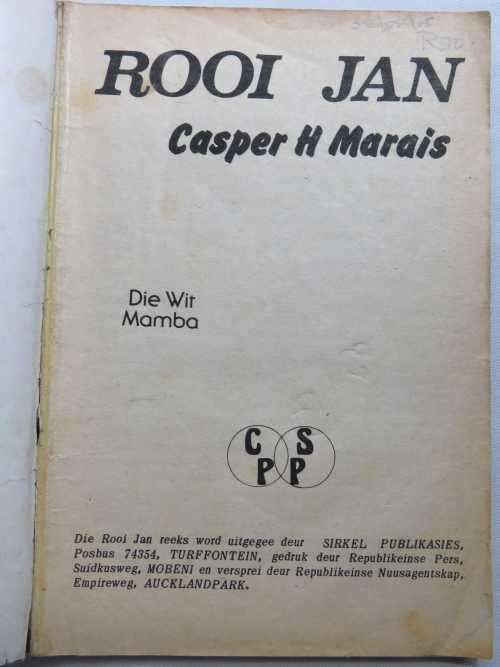 ROOI JAN
Casper H Marais
Die Wit
Mamba
C S
P P
Die Rooi Jan reeks word uitgegee deur SIRKEL PUBLIKASIES,
Posbus 74354, TURFFONTEIN, gedruk deur Republikeinse Pers,
Suidkusweg, MOBENI en versprei deur Republikeinse Nuusagentskap,
Empireweg, AUCKLANDPARK.